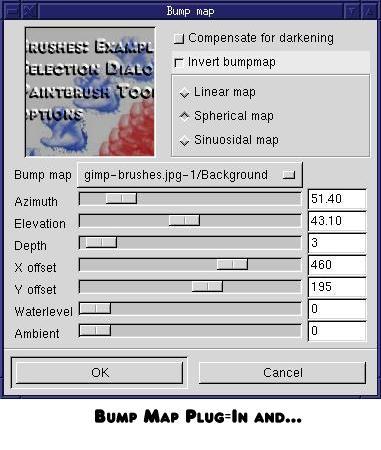 Bump map
Compensate for darkening
Invert bumpmap
Linear map
Spherical map
Sinuosidal map
BRUSHES: EXAMPL
SELECTION DIALO
PAINTBRUSH TOO
OPTIONS
Bump map gimp-brushes.jpg-1/Background
Azimuth 51.40
Elevation 43.10
Depth 3
X offset 460
Y offset 195
Waterlevel 0
Ambient 0
OK Cancel
BUMP MAP PLUG-IN AND...